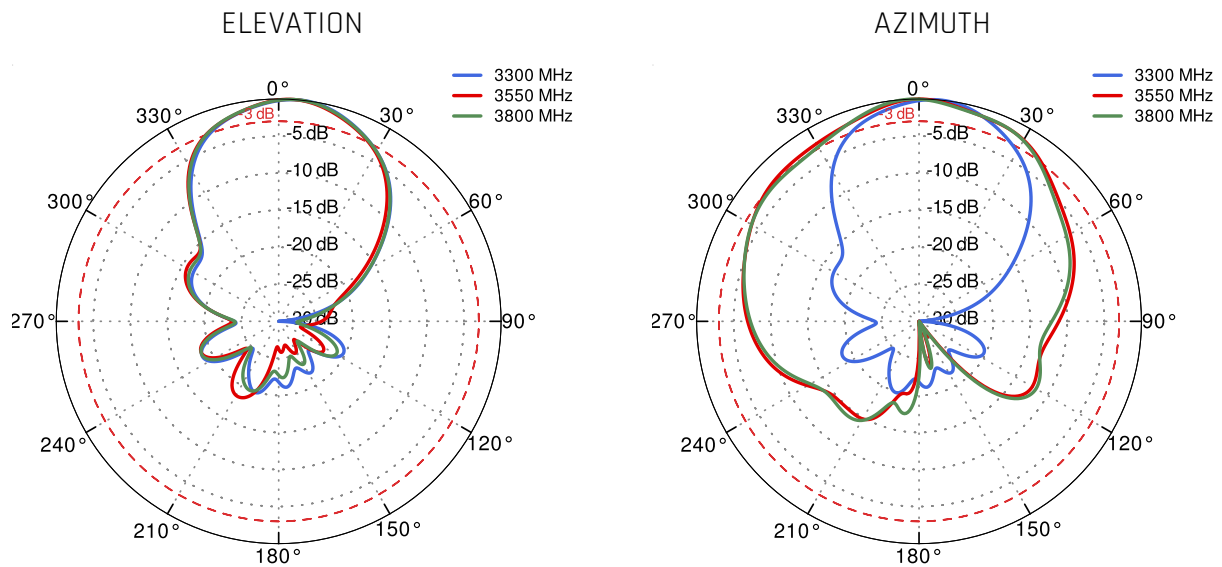 ELEVATION
3300 MHz
3550 MHz
3800 MHz
0°
30°
60°
90°
120°
150°
180°
210°
240°
270°
300°
330°
-3 dB
-5 dB
-10 dB
-15 dB
-20 dB
-25 dB
-30 dB
AZIMUTH
3300 MHz
3550 MHz
3800 MHz
0°
30°
60°
90°
120°
150°
180°
210°
240°
270°
300°
330°
-3 dB
-5 dB
-10 dB
-15 dB
-20 dB
-25 dB
-30 dB